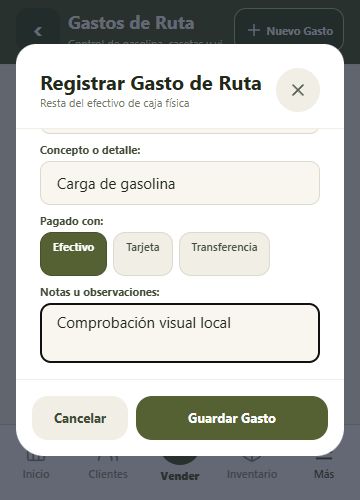 Gastos de Ruta
Nuevo Gasto
Registrar Gasto de Ruta
Resta del efectivo de caja física
Concepto o detalle:
Carga de gasolina
Pagado con:
Efectivo
Tarjeta
Transferencia
Notas u observaciones:
Comprobación visual local
Cancelar
Guardar Gasto
Inicio
Clientes
Vender
Inventario
Más